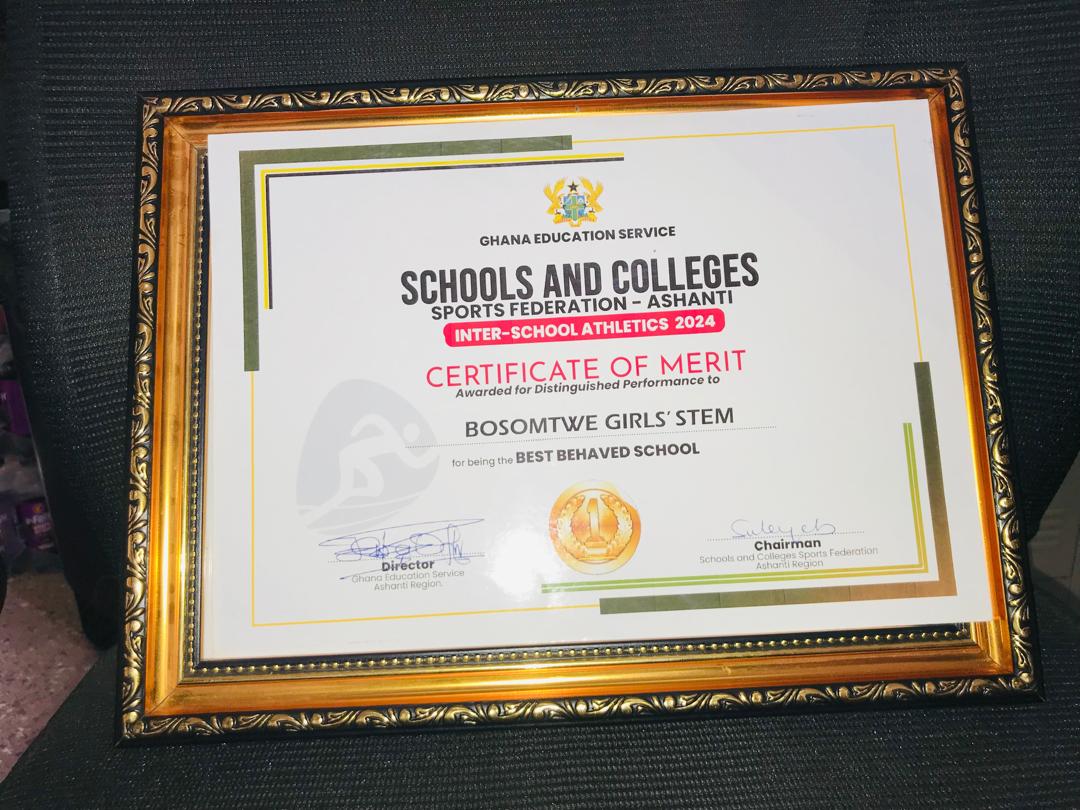 GHANA EDUCATION SERVICE
SCHOOLS AND COLLEGES
SPORTS FEDERATION - ASHANTI
INTER-SCHOOL ATHLETICS 2024
CERTIFICATE OF MERIT
Awarded for Distinguished Performance to
BOSOMTWE GIRLS' STEM
for being the BEST BEHAVED SCHOOL
1
Director
Ghana Education Service
Ashanti Region.
Chairman
Schools and Colleges Sports Federation
Ashanti Region